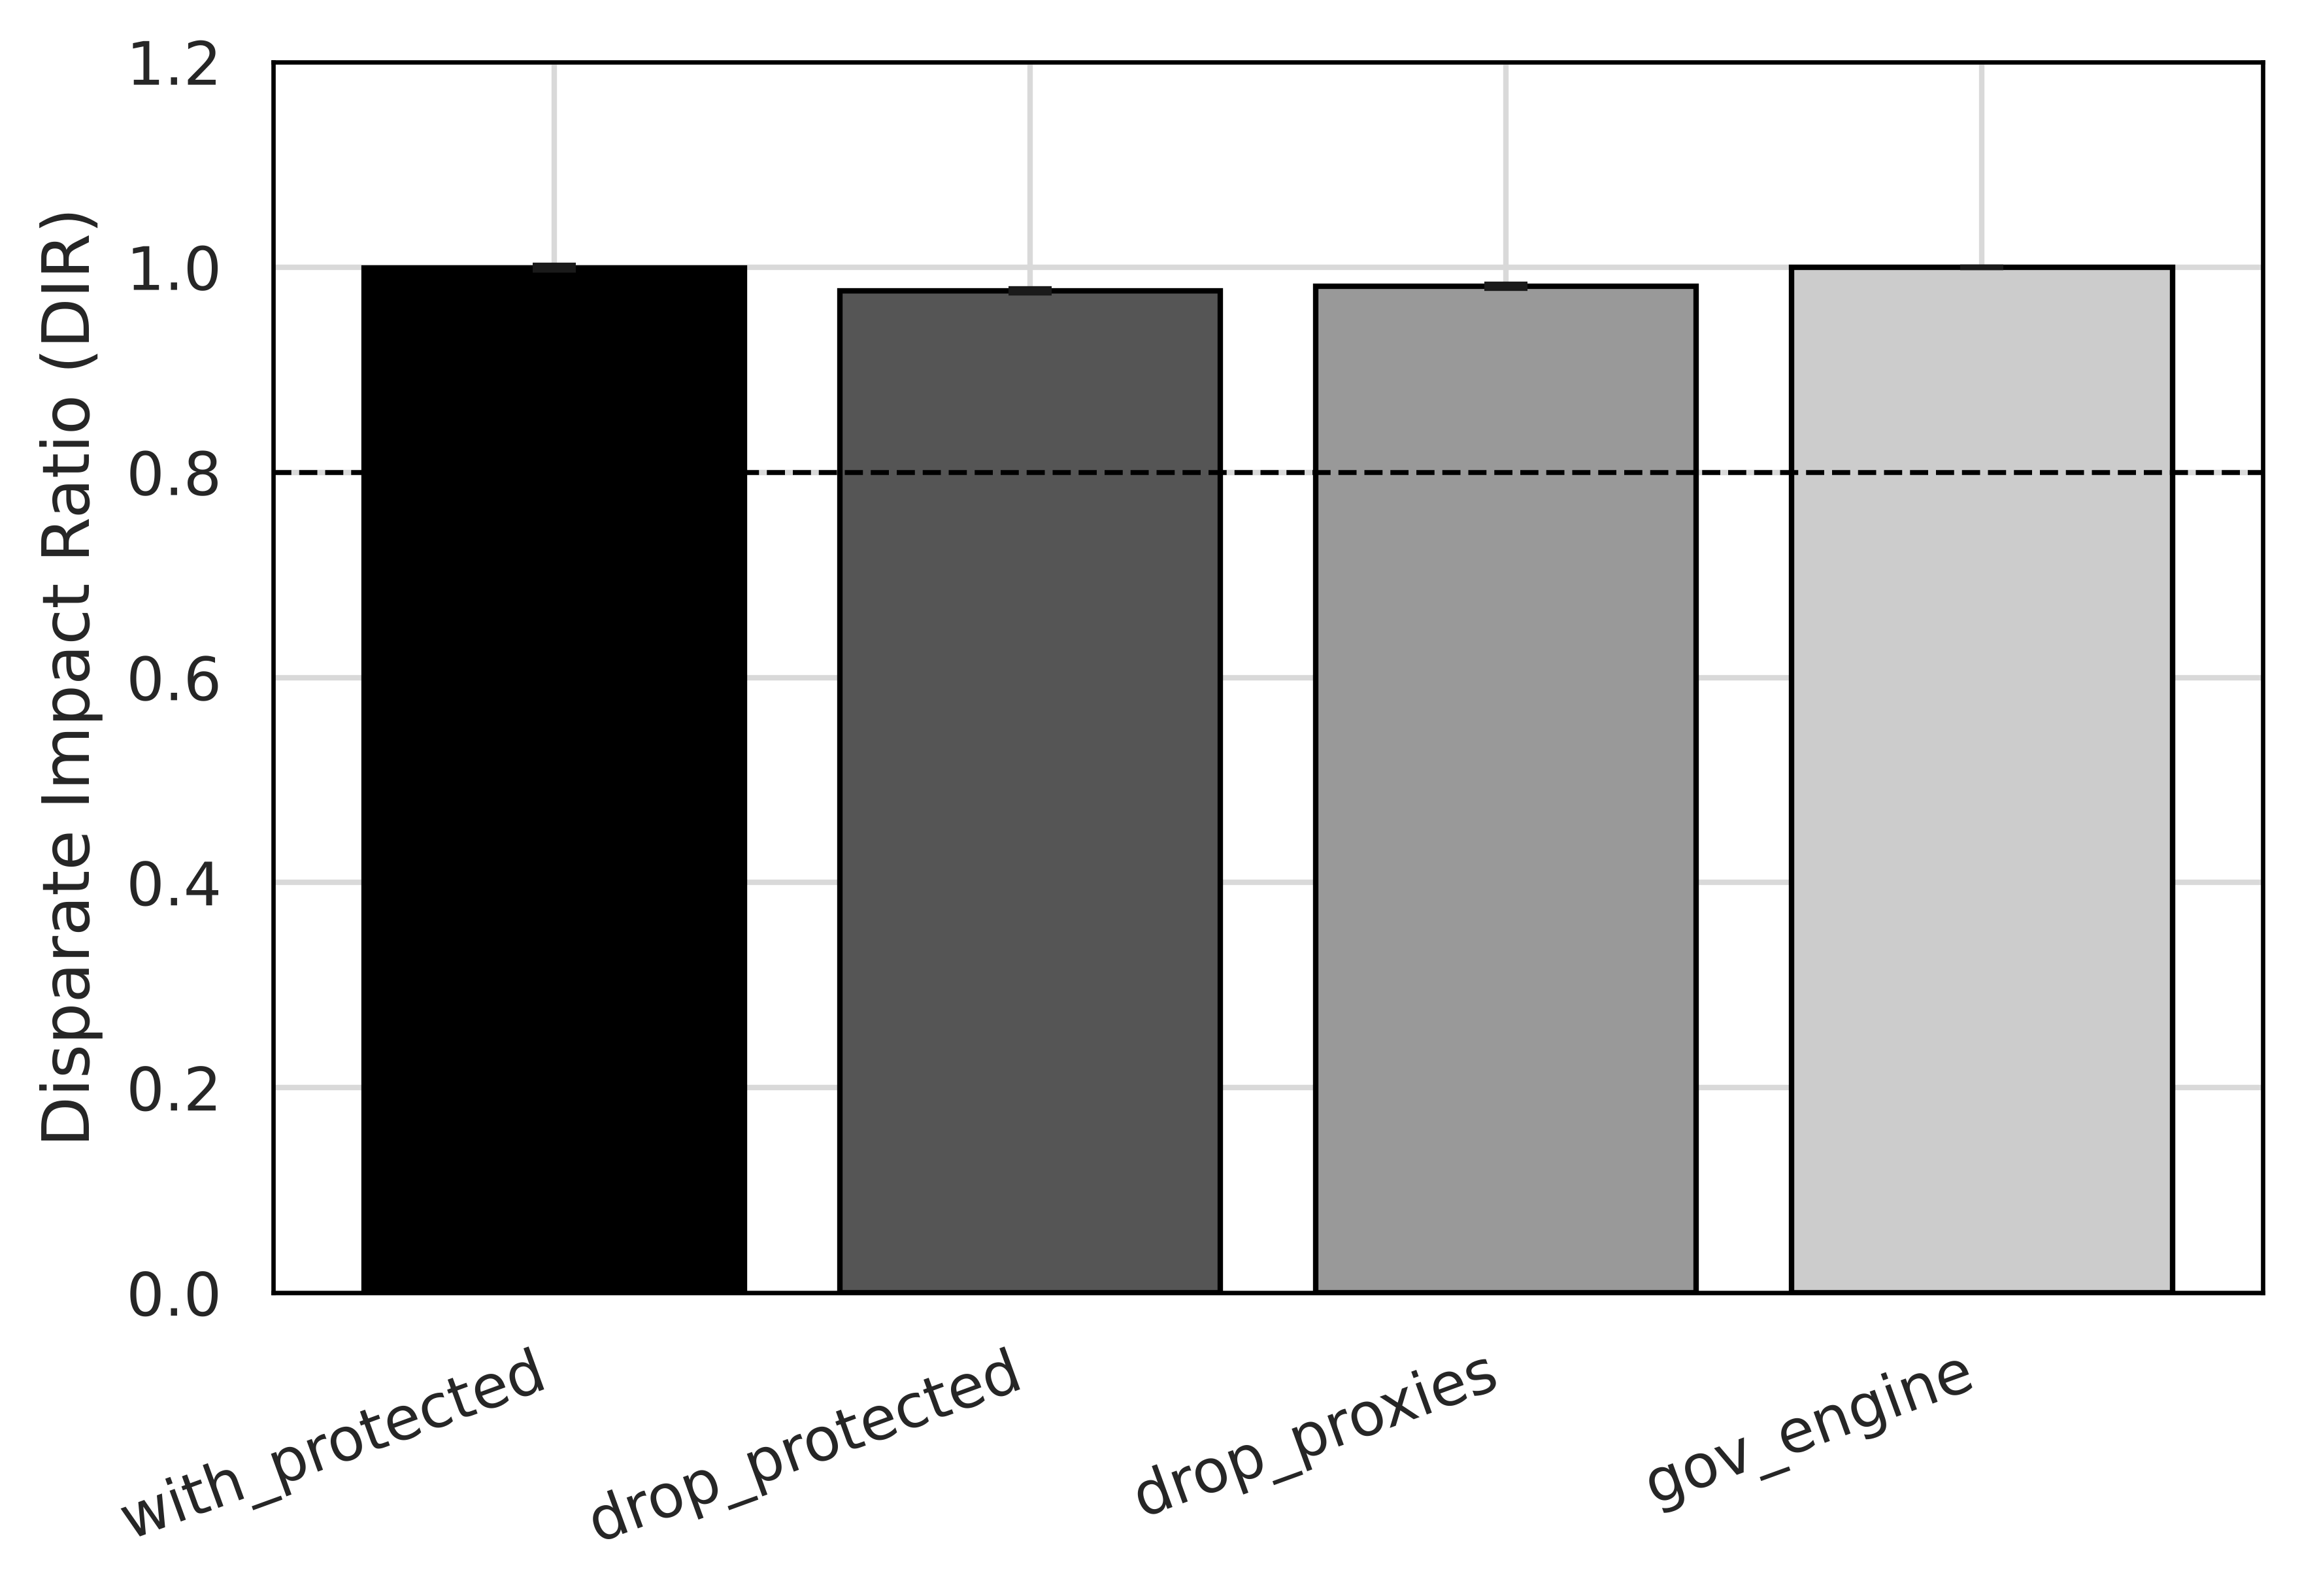 Disparate Impact Ratio (DIR)
1.2
1.0
0.8
0.6
0.4
0.2
0.0
with_protected
drop_protected
drop_proxies
gov_engine